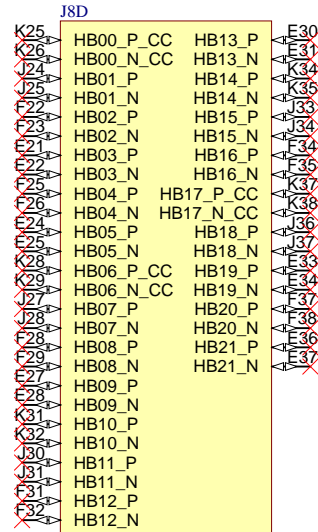 J8D
K25 HB00_P_CC HB13_P E30
K26 HB00_N_CC HB13_N E31
J24 HB01_P HB14_P K34
J25 HB01_N HB14_N K35
F22 HB02_P HB15_P J33
F23 HB02_N HB15_N J34
E21 HB03_P HB16_P F34
E22 HB03_N HB16_N F35
F25 HB04_P HB17_P_CC K37
F26 HB04_N HB17_N_CC K38
E24 HB05_P HB18_P J36
E25 HB05_N HB18_N J37
K28 HB06_P_CC HB19_P E33
K29 HB06_N_CC HB19_N E34
J27 HB07_P HB20_P F37
J28 HB07_N HB20_N F38
F28 HB08_P HB21_P E36
F29 HB08_N HB21_N E37
E27 HB09_P
E28 HB09_N
K31 HB10_P
K32 HB10_N
J30 HB11_P
J31 HB11_N
F31 HB12_P
F32 HB12_N